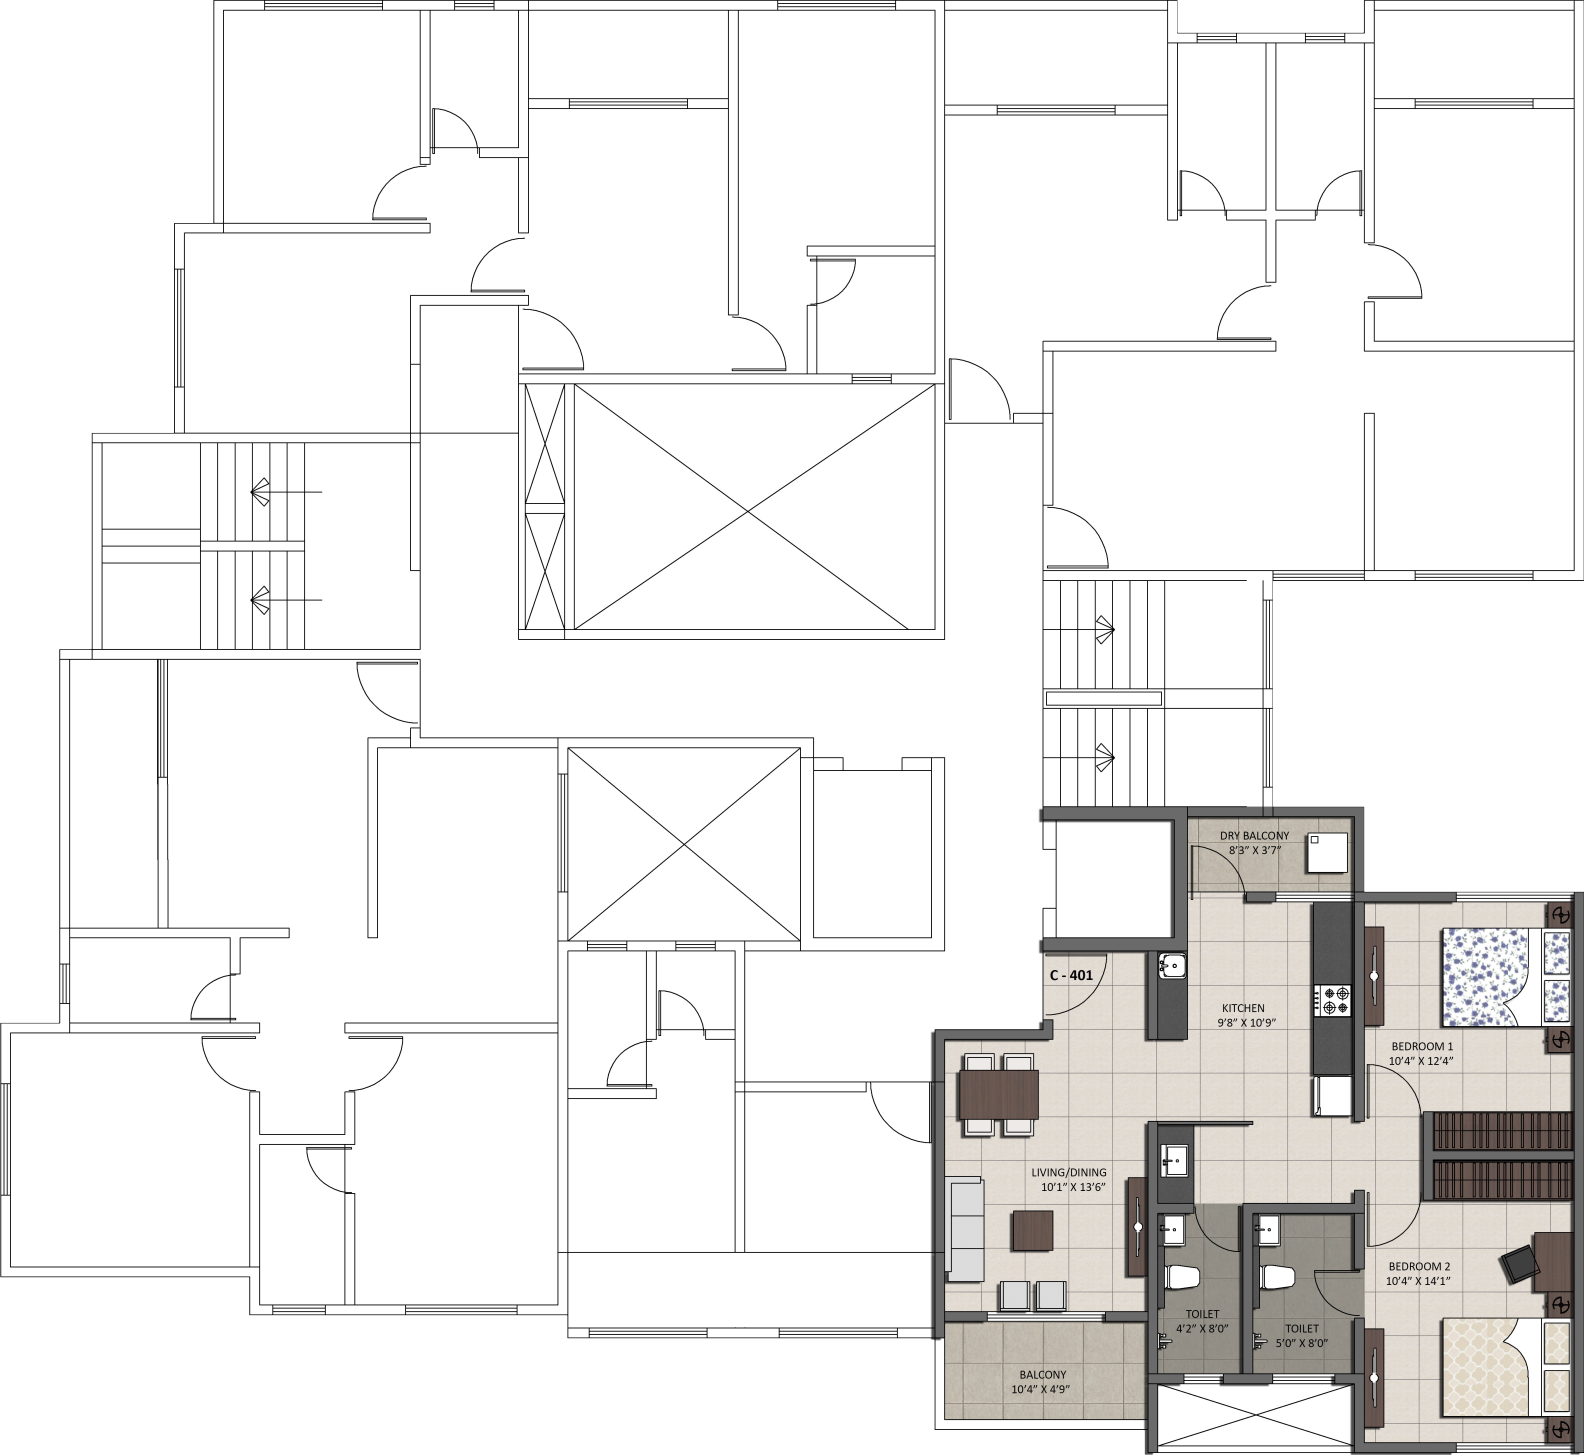 DRY BALCONY
8'3" X 3'7"
C - 401
KITCHEN
9'8" X 10'9"
BEDROOM 1
10'4" X 12'4"
LIVING/DINING
10'1" X 13'6"
BEDROOM 2
10'4" X 14'1"
TOILET
4'2" X 8'0"
TOILET
5'0" X 8'0"
BALCONY
10'4" X 4'9"